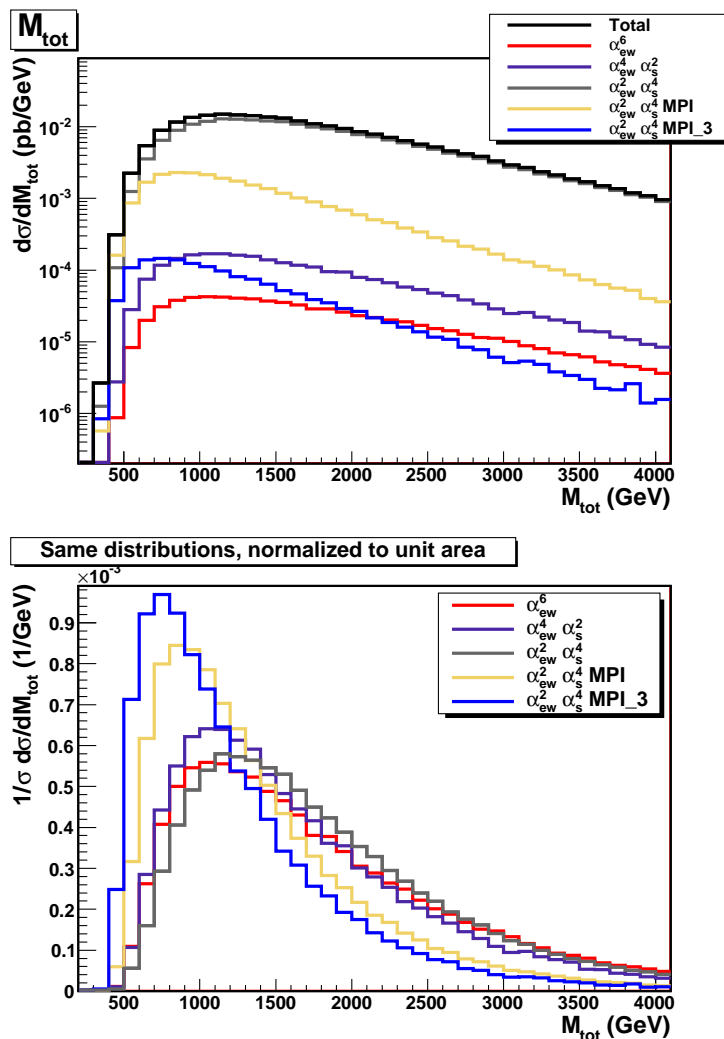 M_tot
Total
α_ew^6
α_ew^4 α_s^2
α_ew^2 α_s^4
α_ew^2 α_s^4 MPI
α_ew^2 α_s^4 MPI_3
dσ/dM_tot (pb/GeV)
10^-2
10^-3
10^-4
10^-5
10^-6
500 1000 1500 2000 2500 3000 3500 4000
M_tot (GeV)
Same distributions, normalized to unit area
×10^-3
α_ew^6
α_ew^4 α_s^2
α_ew^2 α_s^4
α_ew^2 α_s^4 MPI
α_ew^2 α_s^4 MPI_3
1/σ dσ/dM_tot (1/GeV)
0.9
0.8
0.7
0.6
0.5
0.4
0.3
0.2
0.1
0
500 1000 1500 2000 2500 3000 3500 4000
M_tot (GeV)